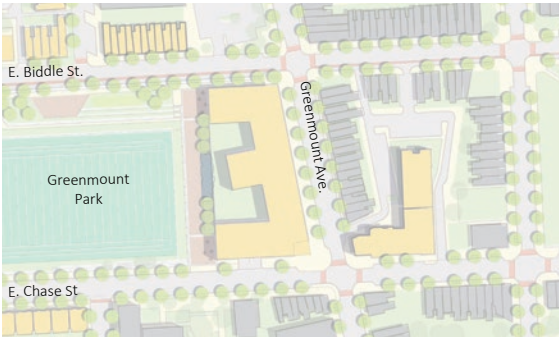 E. Biddle St.
Greenmount Ave.
Greenmount
Park
E. Chase St